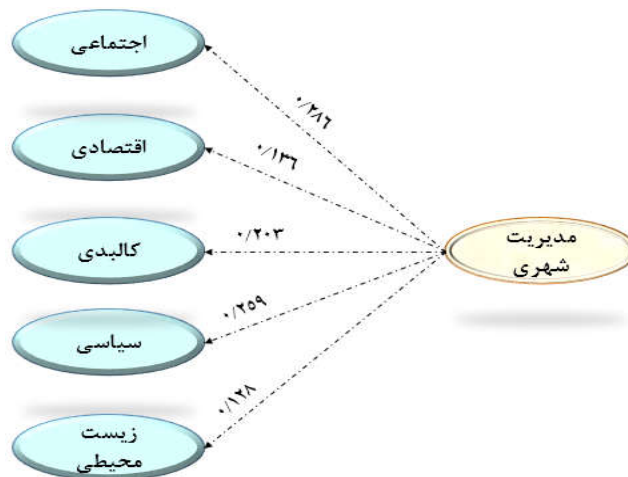 اجتماعی
۰/۲۸۶
اقتصادی
۰/۱۳۶
کالبدی
۰/۲۰۳
مدیریت
شهری
سیاسی
۰/۲۵۹
زیست
محیطی
۰/۱۲۸